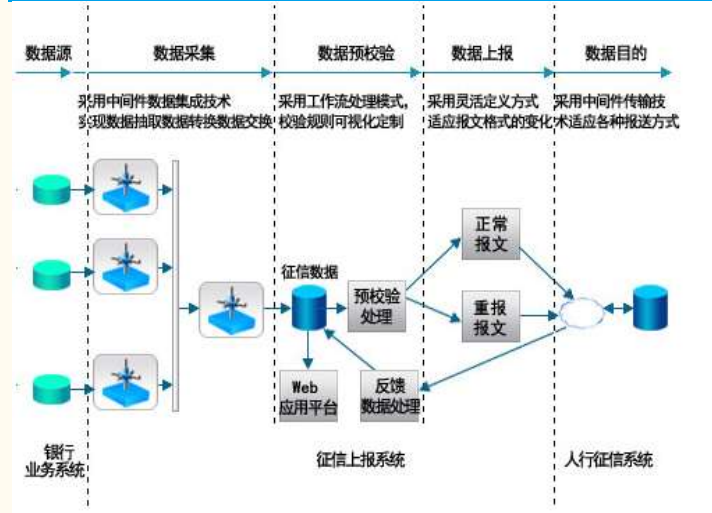 数据源
数据采集
数据预校验
数据上报
数据目的
采用中间件数据集成技术
实现数据抽取数据转换数据交换
采用工作流处理模式,
校验规则可视化定制
采用灵活定义方式
适应报文格式的变化
采用中间件传输技
术适应各种报送方式
征信数据
预校验
处理
正常
报文
重报
报文
Web
应用平台
反馈
数据处理
银行
业务系统
征信上报系统
人行征信系统